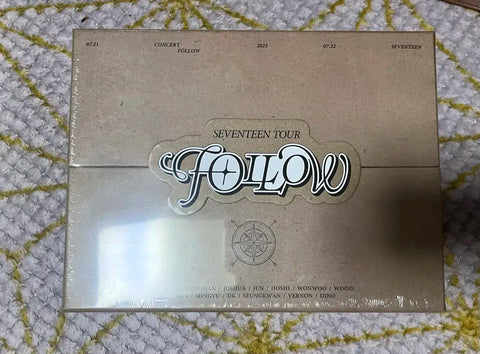 07.21 CONCERT 2023 07.22 SEVENTEEN
FOLLOW
SEVENTEEN TOUR
FOLLOW
JOSHUA / JUN / HOSHI / WONWOO / WOOZI
MINGYU / DK / SEUNGKWAN / VERNON / DINO